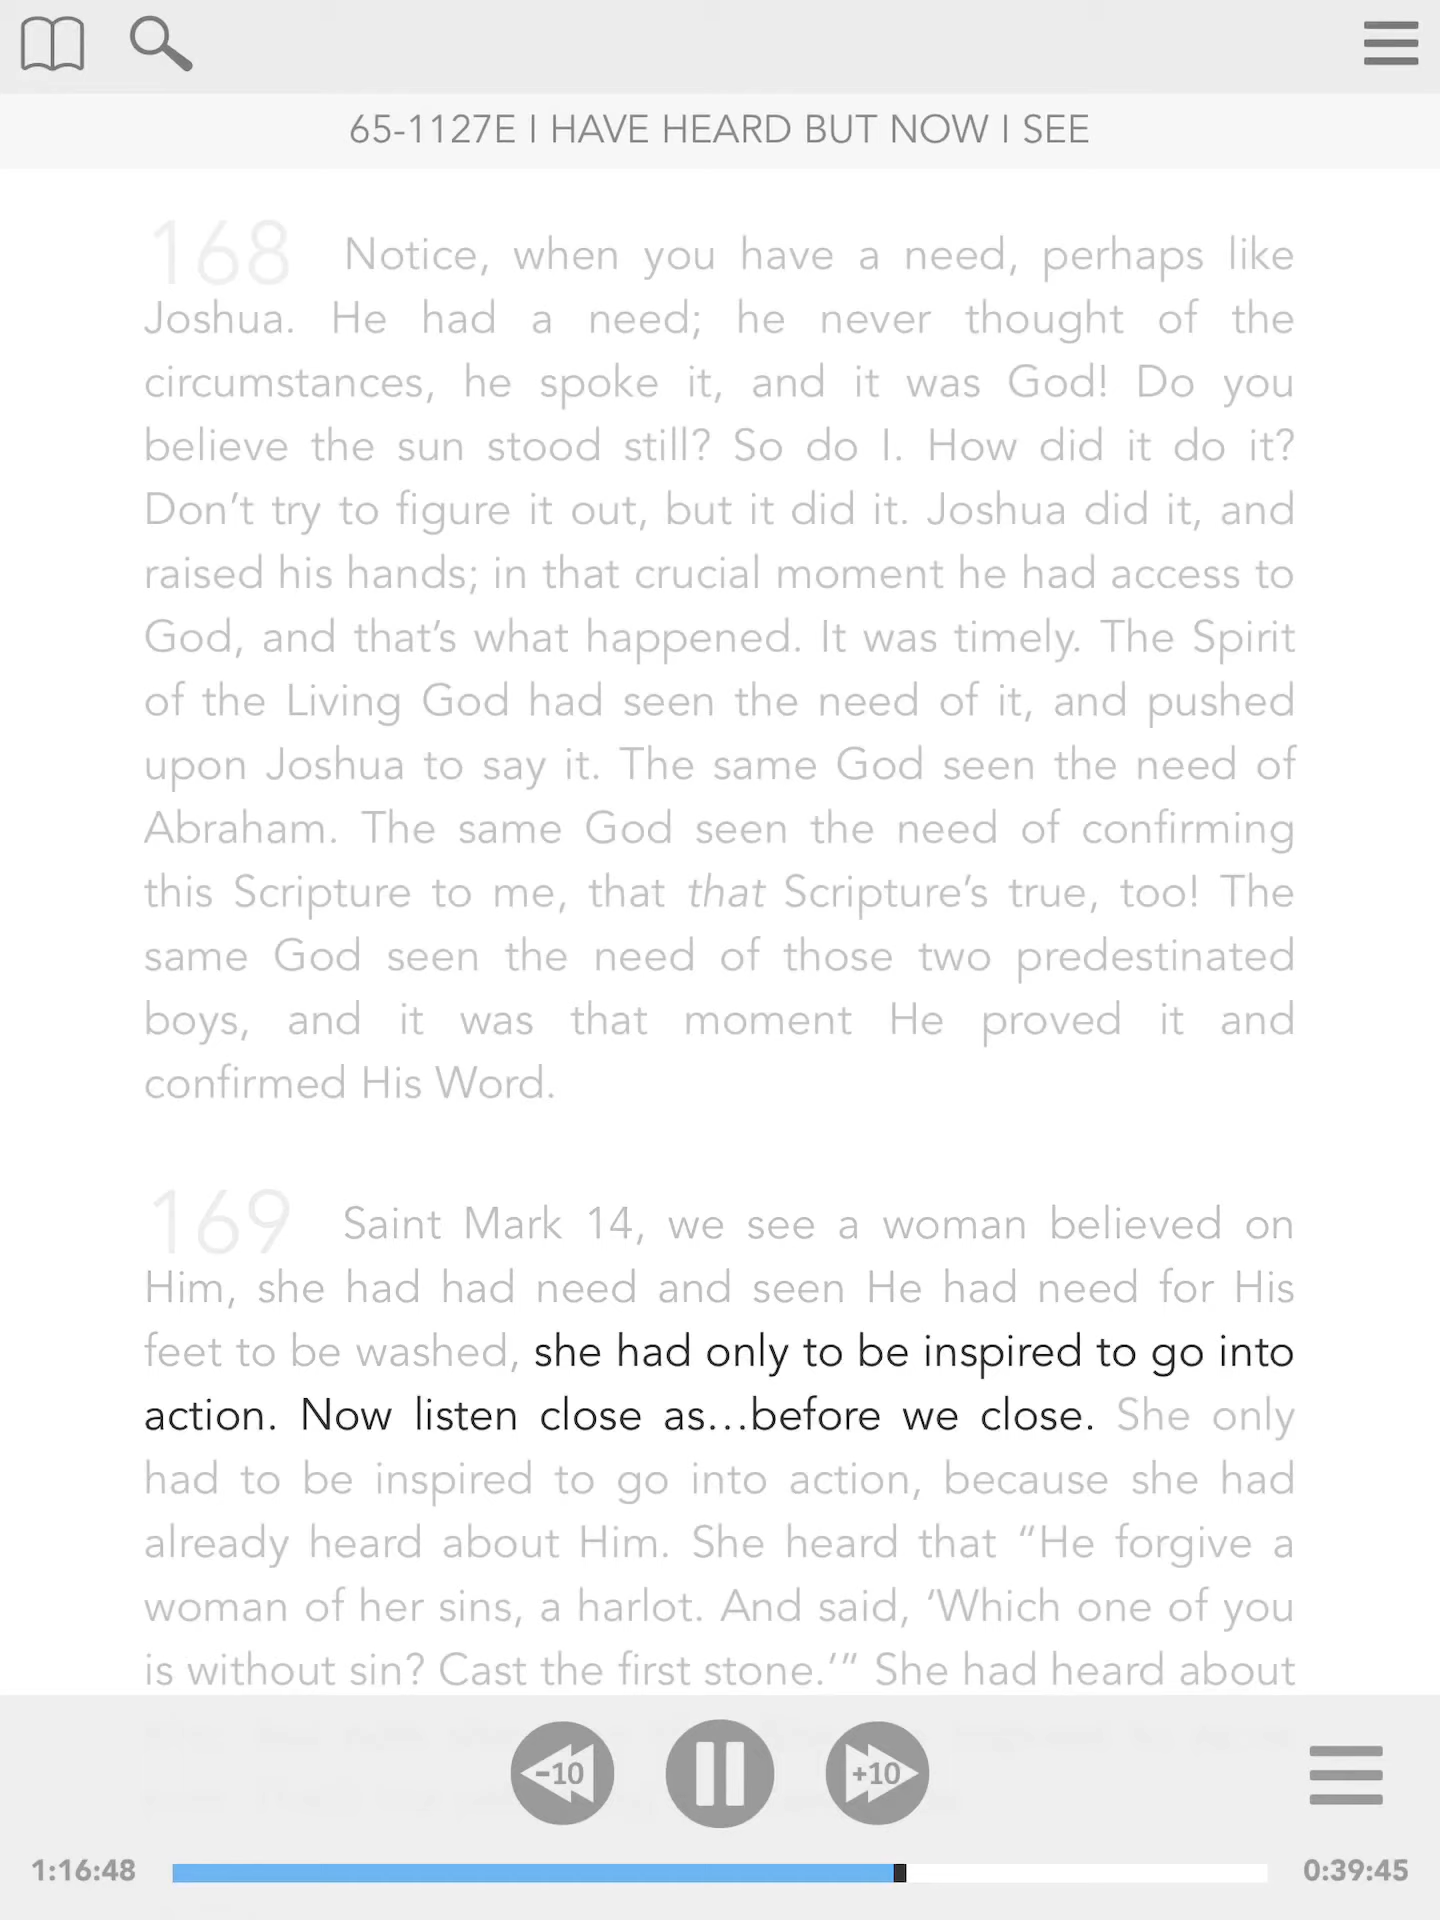 65-1127E I HAVE HEARD BUT NOW I SEE
168 Notice, when you have a need, perhaps like
Joshua. He had a need; he never thought of the
circumstances, he spoke it, and it was God! Do you
believe the sun stood still? So do I. How did it do it?
Don’t try to figure it out, but it did it. Joshua did it, and
raised his hands; in that crucial moment he had access to
God, and that’s what happened. It was timely. The Spirit
of the Living God had seen the need of it, and pushed
upon Joshua to say it. The same God seen the need of
Abraham. The same God seen the need of confirming
this Scripture to me, that that Scripture’s true, too! The
same God seen the need of those two predestinated
boys, and it was that moment He proved it and
confirmed His Word.
169 Saint Mark 14, we see a woman believed on
Him, she had had need and seen He had need for His
feet to be washed, she had only to be inspired to go into
action. Now listen close as…before we close. She only
had to be inspired to go into action, because she had
already heard about Him. She heard that “He forgive a
woman of her sins, a harlot. And said, ‘Which one of you
is without sin? Cast the first stone.’” She had heard about
-10 +10
1:16:48 0:39:45